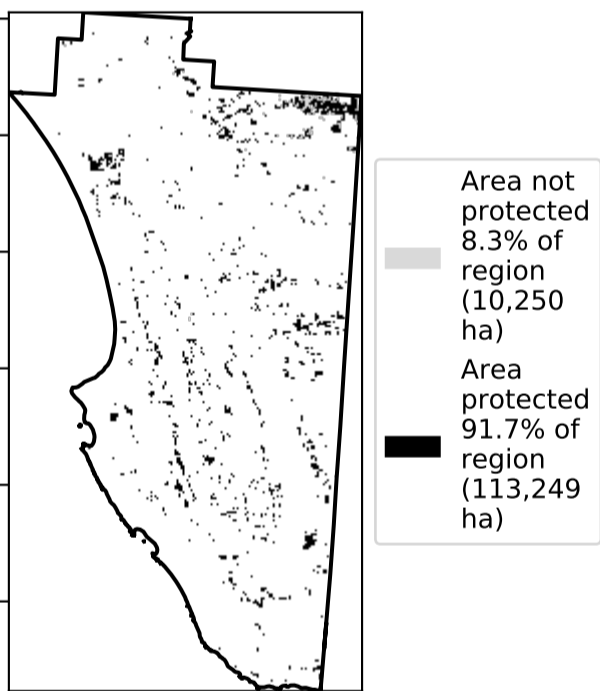 Area not
protected
8.3% of
region
(10,250
ha)
Area
protected
91.7% of
region
(113,249
ha)